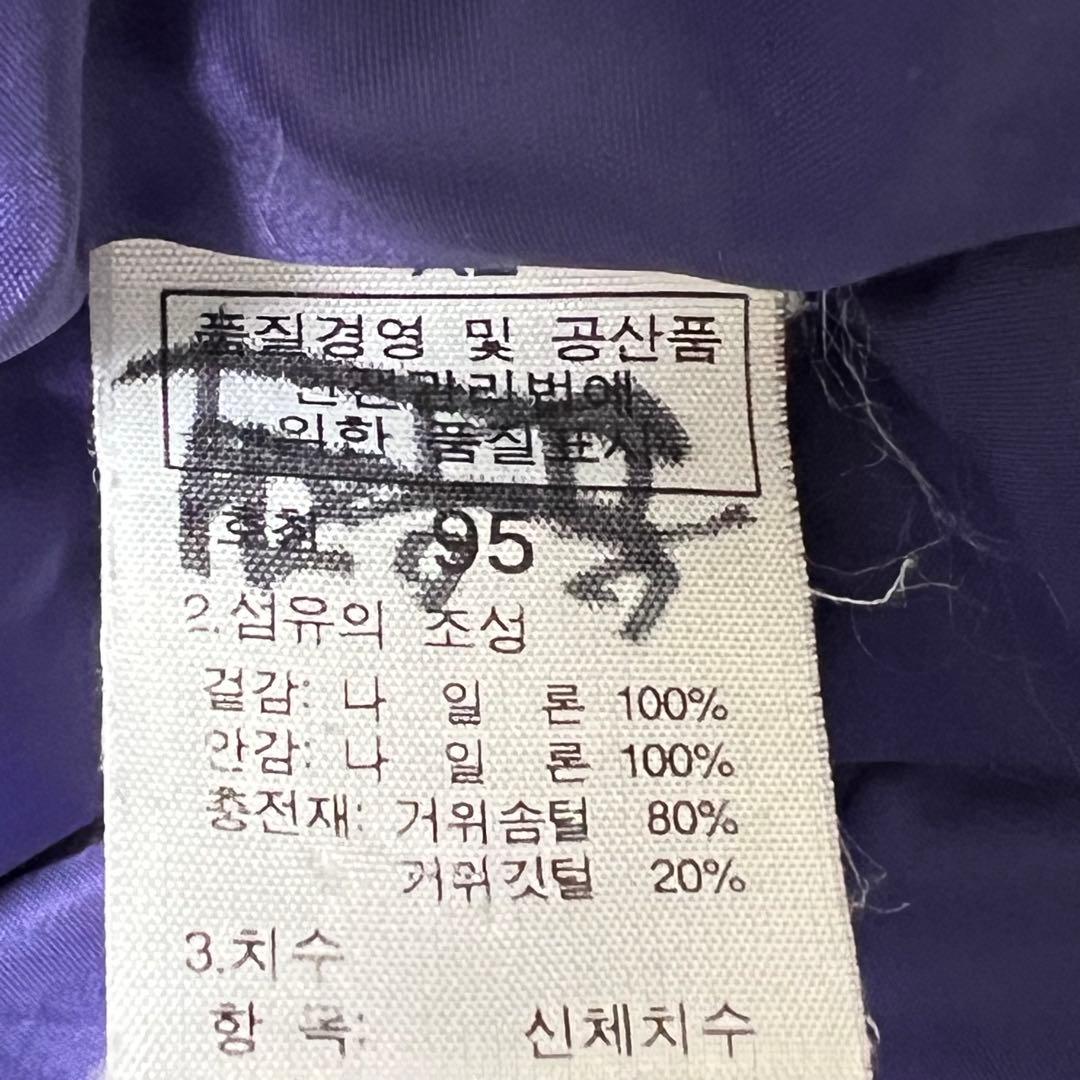 품질경영 및 공산품
안전관리법에
의한 품질표시
호칭 95
2.섬유의 조성
겉감: 나 일 론 100%
안감: 나 일 론 100%
충전재: 거위솜털 80%
거위깃털 20%
3.치수
항 목: 신체치수